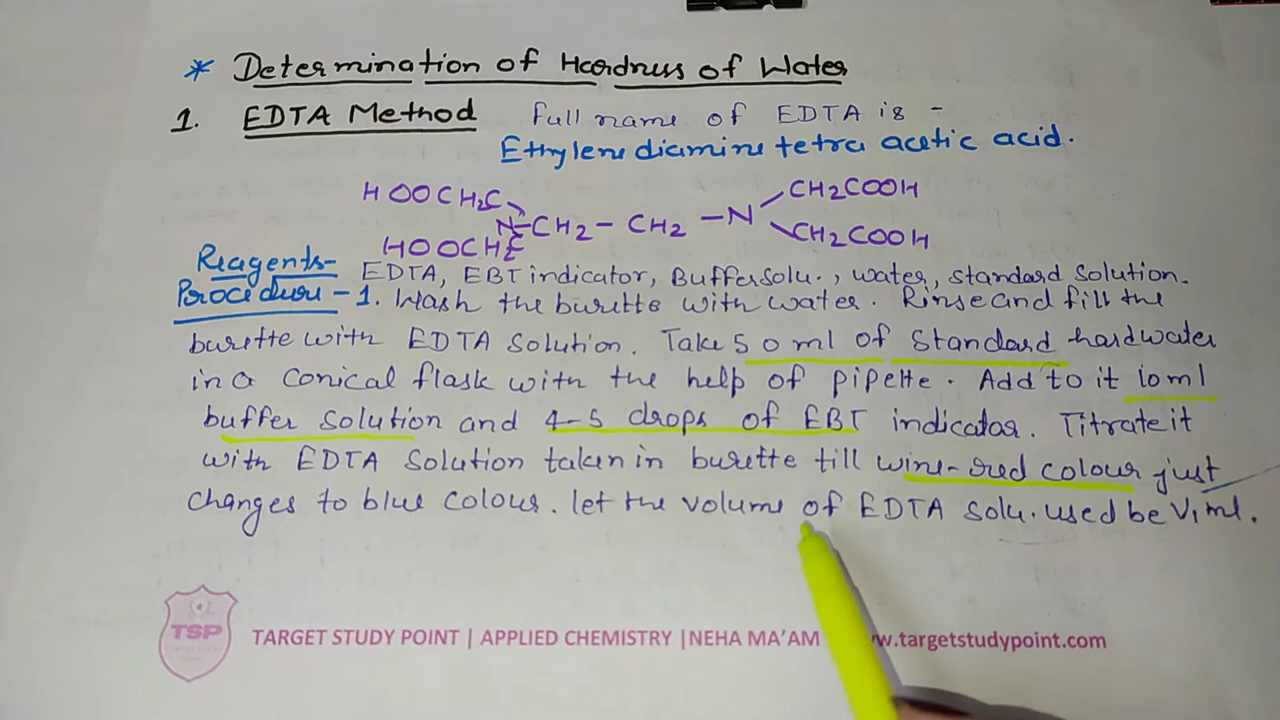 * Determination of Hardness of Water
1. EDTA Method Full name of EDTA is -
Ethylene diamine tetra acetic acid.
HOOCH2C CH2COOH
N-CH2-CH2-N
HOOCH2C CH2COOH
Reagents- EDTA, EBT indicator, Buffer Solu., water, standard solution.
Procedure-1. Wash the burette with water. Rinse and fill the
burette with EDTA Solution. Take 50 ml of Standard hardwater
in a conical flask with the help of pipette. Add to it 10ml
buffer solution and 4-5 drops of EBT indicator. Titrate it
with EDTA Solution taken in burette till wine-red colour just
changes to blue colour. let the volume of EDTA Solu. used be V1 ml.
TSP
TARGET STUDY POINT | APPLIED CHEMISTRY |NEHA MA'AM w.targetstudypoint.com